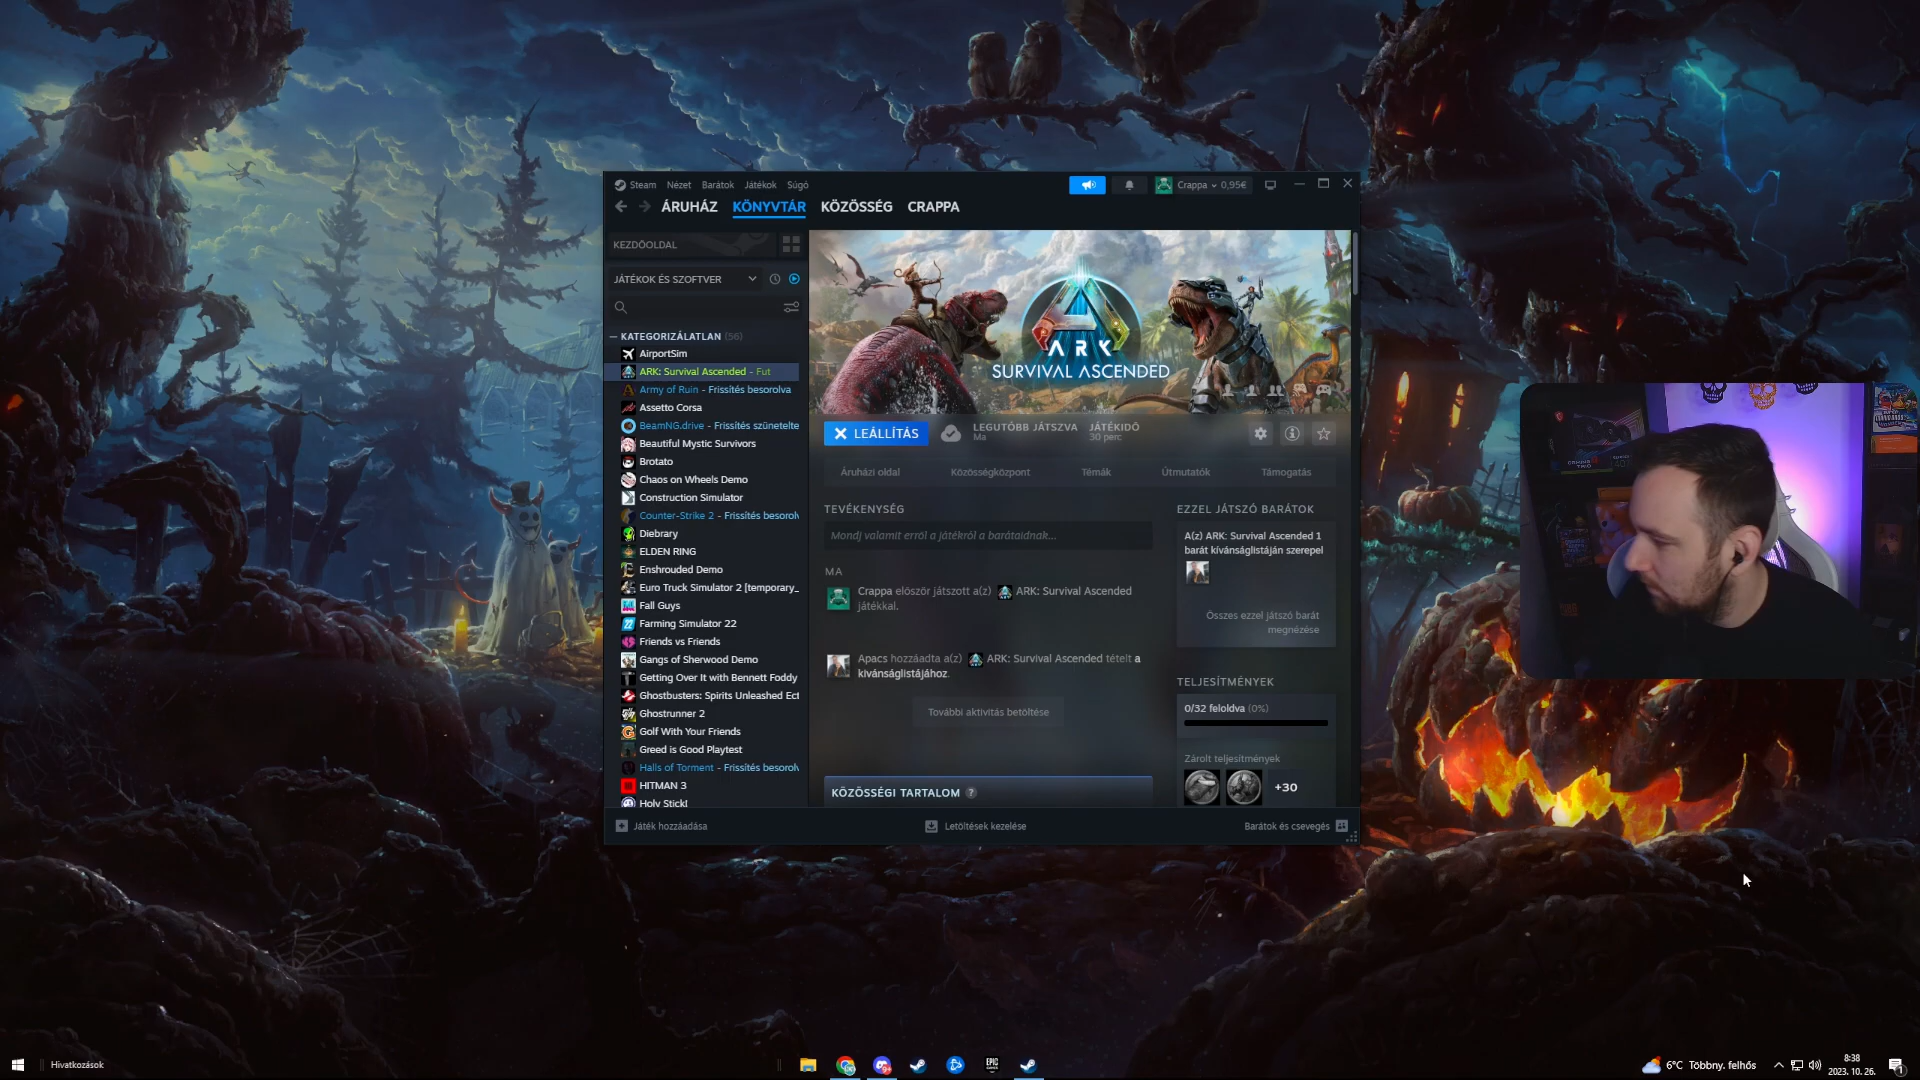 Steam Nézet Barátok Játékok Súgó
Crappa 0,95€
ÁRUHÁZ KÖNYVTÁR KÖZÖSSÉG CRAPPA
KEZDŐOLDAL
JÁTÉKOK ÉS SZOFTVER
— KATEGORIZÁLATLAN (56)
AirportSim
ARK: Survival Ascended - Fut
Army of Ruin - Frissítés besorolva
Assetto Corsa
BeamNG.drive - Frissítés szünetelte
Beautiful Mystic Survivors
Brotato
Chaos on Wheels Demo
Construction Simulator
Counter-Strike 2 - Frissítés besorolv
Diebrary
ELDEN RING
Enshrouded Demo
Euro Truck Simulator 2 [temporary_
Fall Guys
Farming Simulator 22
Friends vs Friends
Gangs of Sherwood Demo
Getting Over It with Bennett Foddy
Ghostbusters: Spirits Unleashed Ect
Ghostrunner 2
Golf With Your Friends
Greed is Good Playtest
Halls of Torment - Frissítés besorolv
HITMAN 3
Holy Stick!
ARK
SURVIVAL ASCENDED
LEÁLLÍTÁS
LEGUTÓBB JÁTSZVA
Ma
JÁTÉKIDŐ
30 perc
Áruházi oldal Közösségközpont Témák Útmutatók Támogatás
TEVÉKENYSÉG
Mondj valamit erről a játékról a barátaidnak...
MA
Crappa először játszott a(z) ARK: Survival Ascended
játékkal.
Apacs hozzáadta a(z) ARK: Survival Ascended tételt a
kívánságlistájához.
További aktivitás betöltése
KÖZÖSSÉGI TARTALOM ?
EZZEL JÁTSZÓ BARÁTOK
A(z) ARK: Survival Ascended 1
barát kívánságlistáján szerepel
Összes ezzel játszó barát
megnézése
TELJESÍTMÉNYEK
0/32 feloldva (0%)
Zárolt teljesítmények
+30
Játék hozzáadása
Letöltések kezelése
Barátok és csevegés
Hivatkozások
9+
EPIC
6°C Többny. felhős
8:38
2023. 10. 26.
1